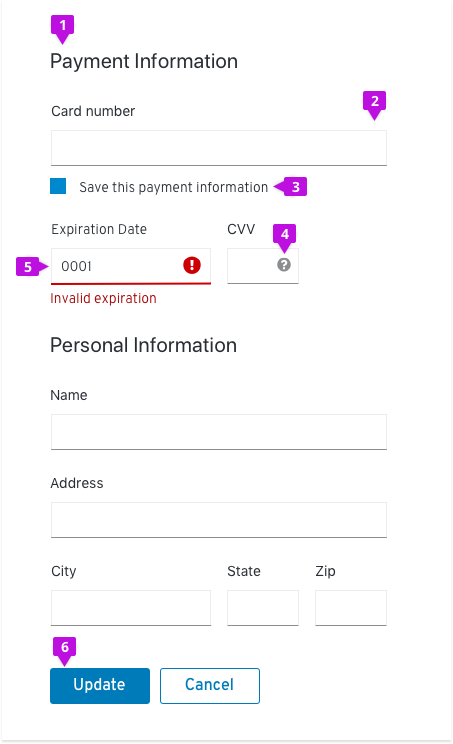 1
Payment Information
Card number
2
Save this payment information
3
Expiration Date
CVV
4
5
0001
!
?
Invalid expiration
Personal Information
Name
Address
City
State
Zip
6
Update
Cancel